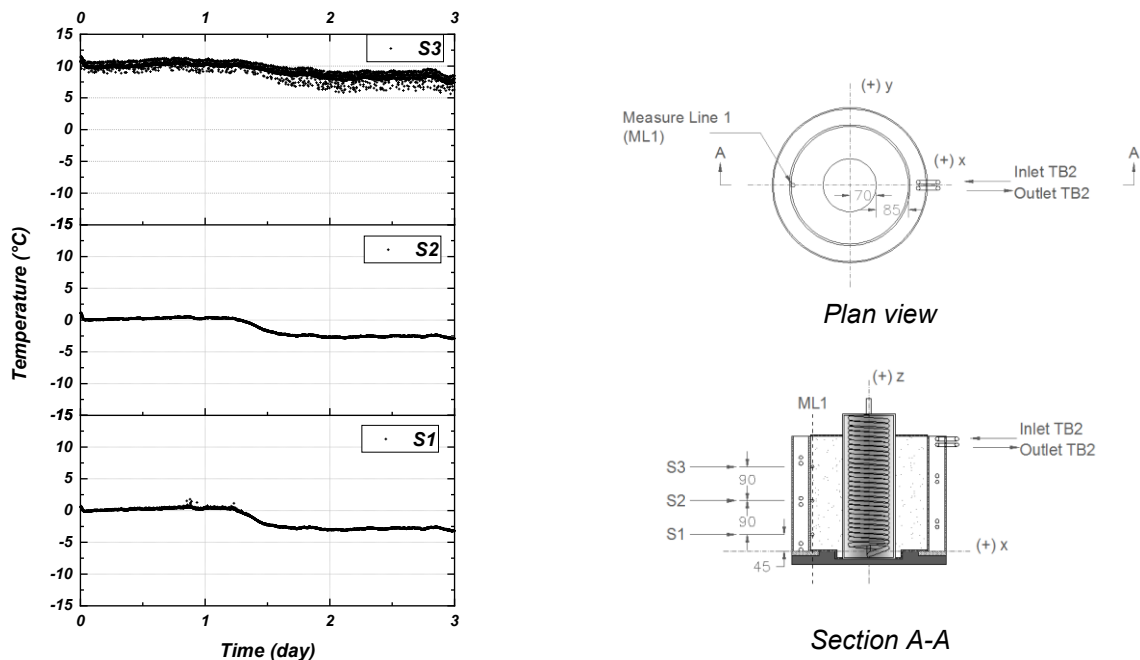 0 1 2 3
15
10
5
0
-5
-10
-15
S3
10
5
0
-5
-10
-15
S2
10
5
0
-5
-10
-15
S1
0 1 2 3
Temperature (°C)
Time (day)
(+) y
Measure Line 1
(ML1)
A
(+) x
A
Inlet TB2
Outlet TB2
70
85
Plan view
(+) z
ML1
Inlet TB2
Outlet TB2
S3
90
S2
90
S1
(+) x
45
Section A-A